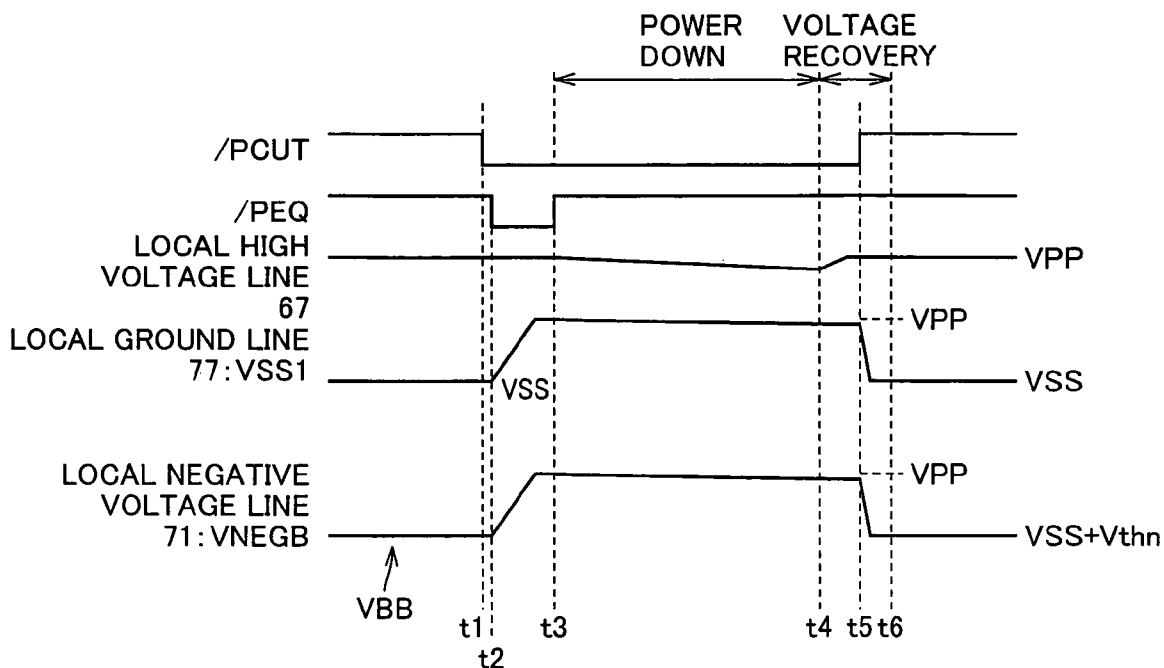 POWER DOWN
VOLTAGE RECOVERY
/PCUT
/PEQ
LOCAL HIGH
VOLTAGE LINE
67
VPP
LOCAL GROUND LINE
77:VSS1
VPP
VSS
VSS
LOCAL NEGATIVE
VOLTAGE LINE
71:VNEGB
VPP
VSS+Vthn
VBB
t1
t2
t3
t4
t5
t6